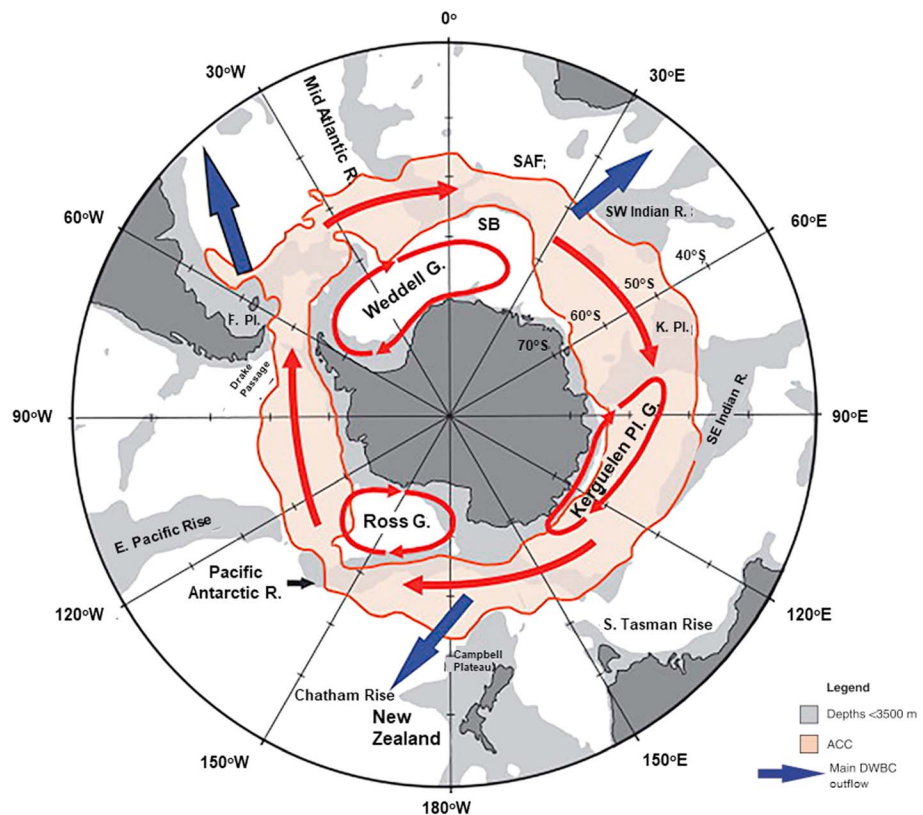 0°
30°W
30°E
Mid Atlantic R.
SAF
60°W
SW Indian R.
60°E
SB
40°S
50°S
60°S
70°S
Weddell G.
F. Pl.
K. Pl.
Drake
Passage
90°W
90°E
SE Indian R.
Kerguelen Pl. G.
Ross G.
E. Pacific Rise
Pacific
Antarctic R.
120°W
120°E
S. Tasman Rise
Campbell
Plateau
Chatham Rise
New
Zealand
150°W
150°E
180°W
Legend
Depths <3500 m
ACC
Main DWBC
outflow